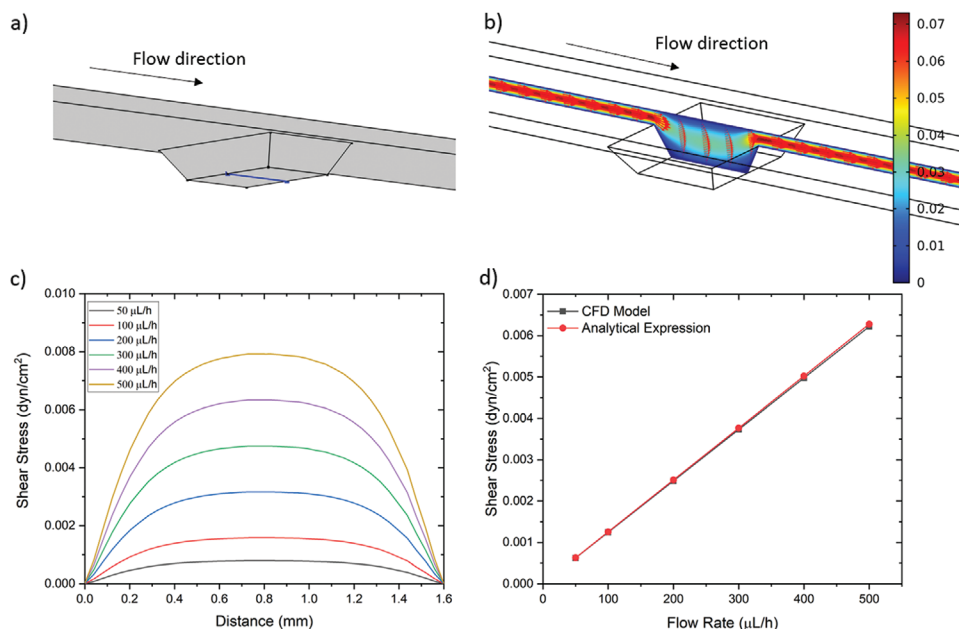 a)
Flow direction
b)
Flow direction
0.07
0.06
0.05
0.04
0.03
0.02
0.01
0
c)
0.010
0.008
0.006
0.004
0.002
0.000
Shear Stress (dyn/cm²)
50 μL/h
100 μL/h
200 μL/h
300 μL/h
400 μL/h
500 μL/h
0.0 0.2 0.4 0.6 0.8 1.0 1.2 1.4 1.6
Distance (mm)
d)
0.007
0.006
0.005
0.004
0.003
0.002
0.001
0.000
Shear Stress (dyn/cm²)
CFD Model
Analytical Expression
0 100 200 300 400 500
Flow Rate (μL/h)